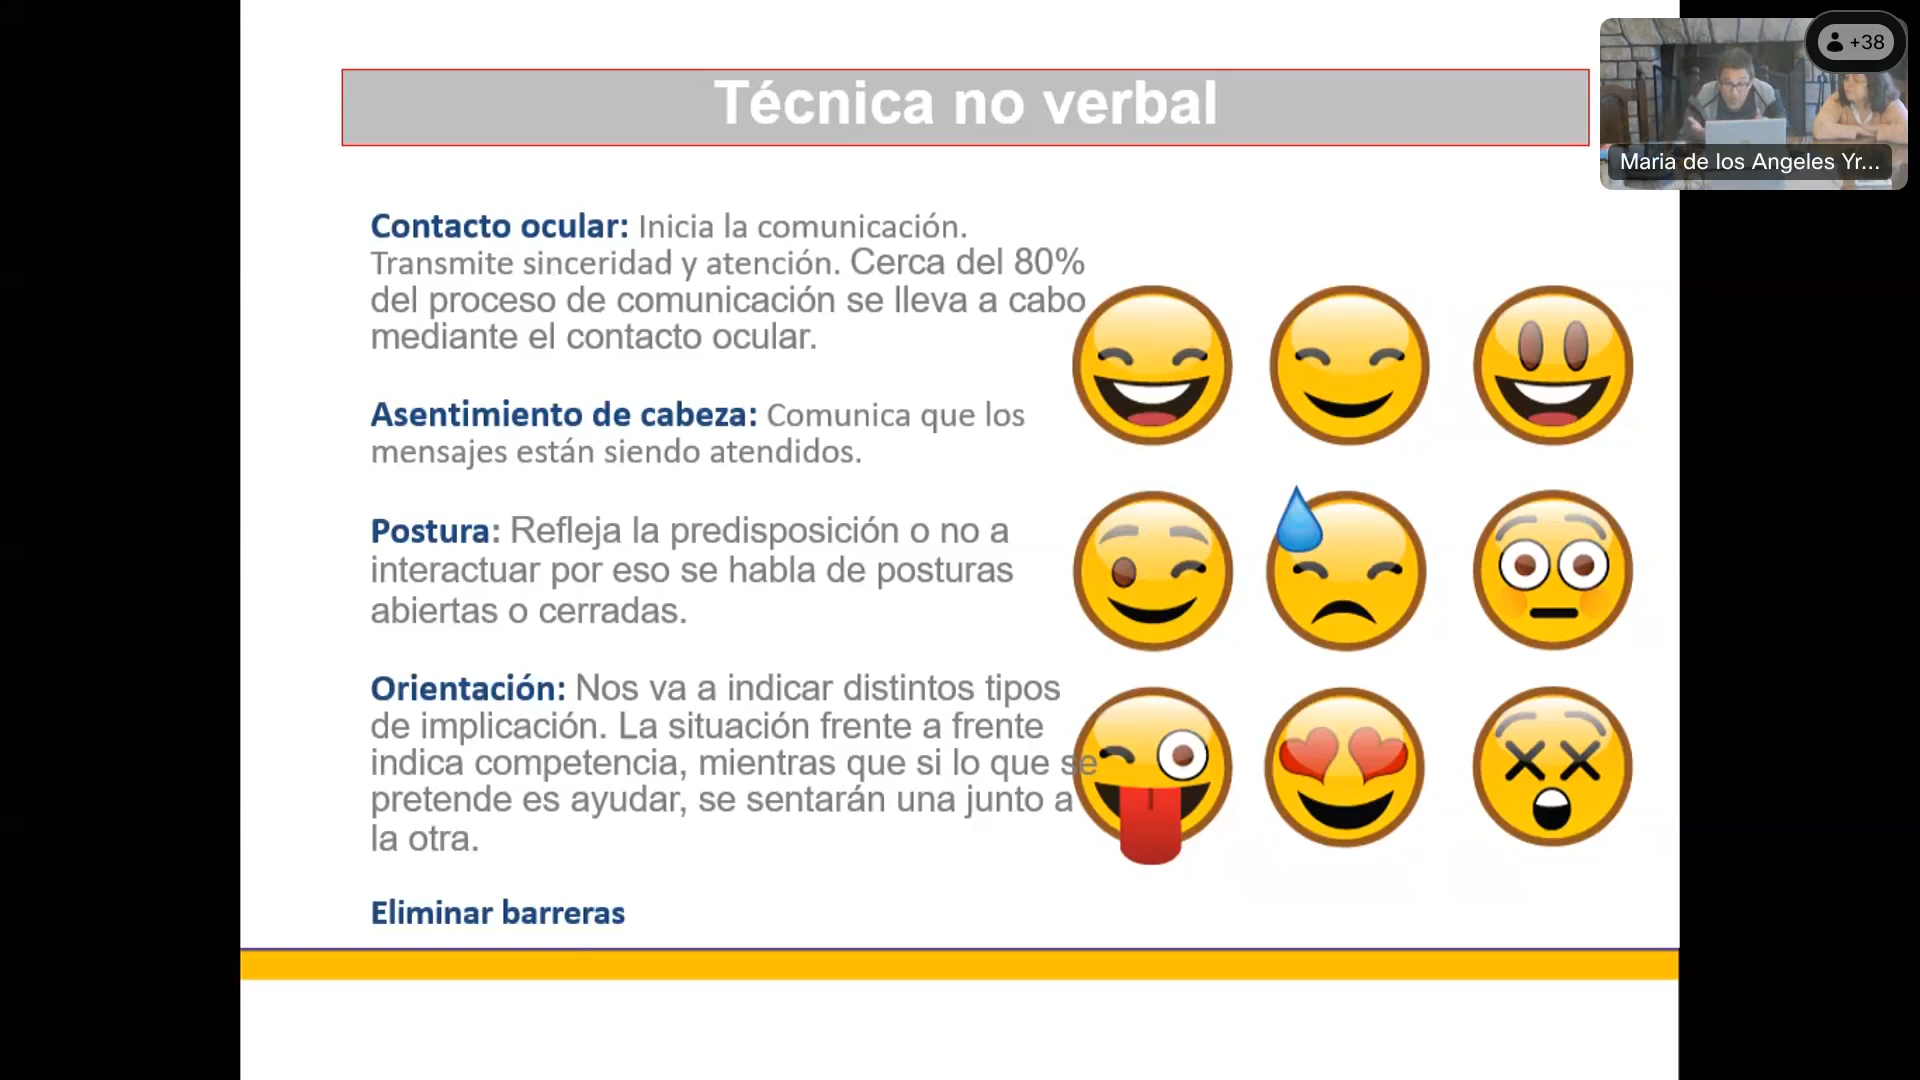 Técnica no verbal
+38
Maria de los Angeles Yr...
Contacto ocular: Inicia la comunicación.
Transmite sinceridad y atención. Cerca del 80%
del proceso de comunicación se lleva a cabo
mediante el contacto ocular.
Asentimiento de cabeza: Comunica que los
mensajes están siendo atendidos.
Postura: Refleja la predisposición o no a
interactuar por eso se habla de posturas
abiertas o cerradas.
Orientación: Nos va a indicar distintos tipos
de implicación. La situación frente a frente
indica competencia, mientras que si lo que se
pretende es ayudar, se sentarán una junto a
la otra.
Eliminar barreras